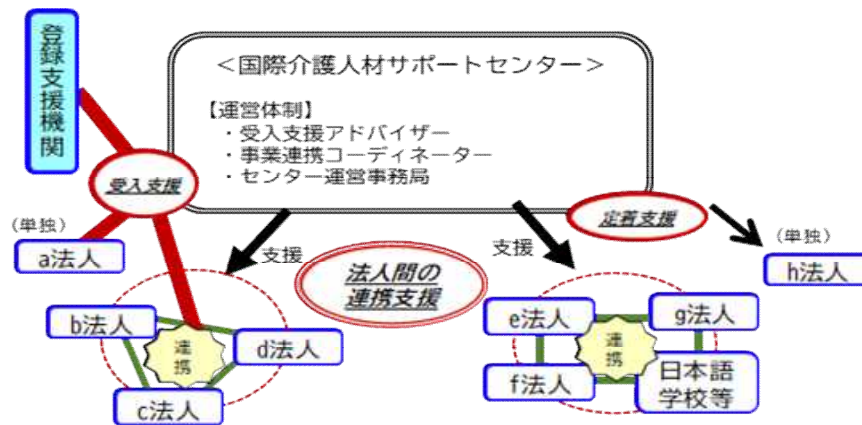 登録支援機関
＜国際介護人材サポートセンター＞
【運営体制】
・受入支援アドバイザー
・事業連携コーディネーター
・センター運営事務局
受入支援
定着支援
（単独）
a法人
支援
法人間の
連携支援
支援
（単独）
h法人
b法人
連携
d法人
c法人
e法人
g法人
連携
f法人
日本語
学校等